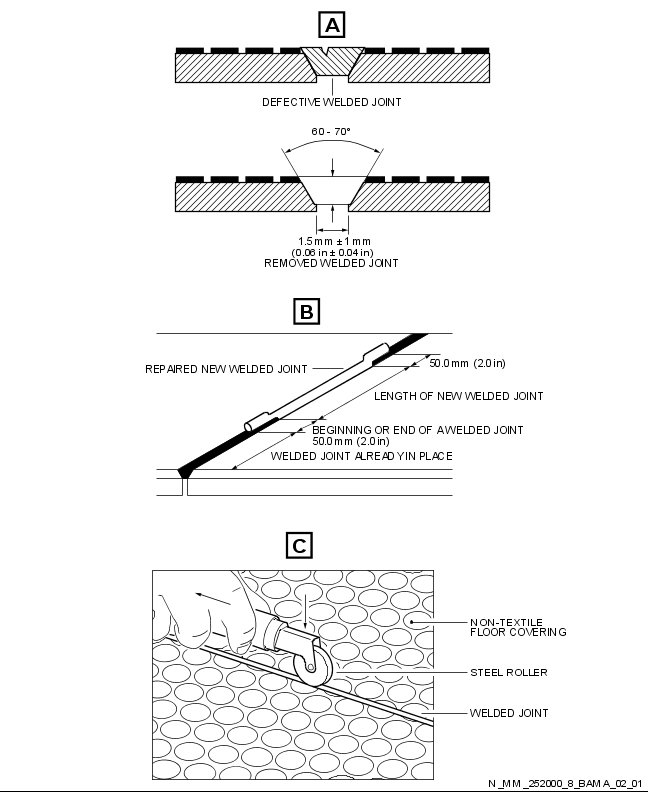 A
DEFECTIVE WELDED JOINT
60 - 70°
1.5 mm ± 1 mm
(0.06 in ± 0.04 in)
REMOVED WELDED JOINT
B
REPAIRED NEW WELDED JOINT
50.0 mm (2.0 in)
LENGTH OF NEW WELDED JOINT
BEGINNING OR END OF A WELDED JOINT
50.0 mm (2.0 in)
WELDED JOINT ALREADY IN PLACE
C
NON-TEXTILE
FLOOR COVERING
STEEL ROLLER
WELDED JOINT
N_MM_252000_8_BAMA_02_01